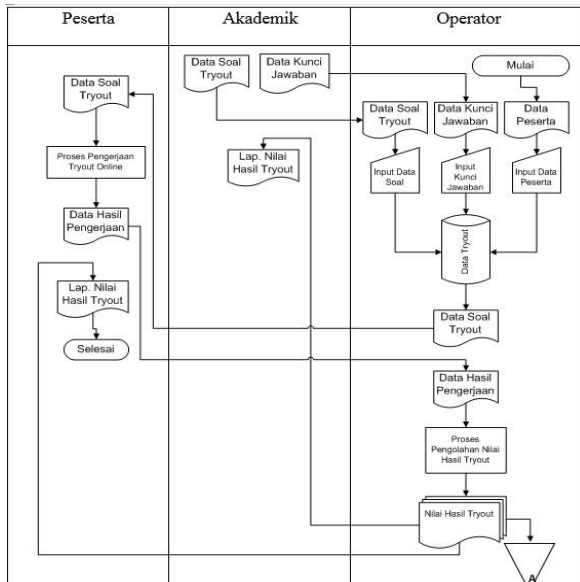 Peserta
Akademik
Operator
Data Soal
Tryout
Proses Pengerjaan
Tryout Online
Data Hasil
Pengerjaan
Lap. Nilai
Hasil Tryout
Selesai
Data Soal
Tryout
Data Kunci
Jawaban
Lap. Nilai
Hasil Tryout
Mulai
Data Soal
Tryout
Data Kunci
Jawaban
Data
Peserta
Input Data
Soal
Input
Kunci
Jawaban
Input Data
Peserta
Data Tryout
Data Soal
Tryout
Data Hasil
Pengerjaan
Proses
Pengolahan Nilai
Hasil Tryout
Nilai Hasil Tryout
A